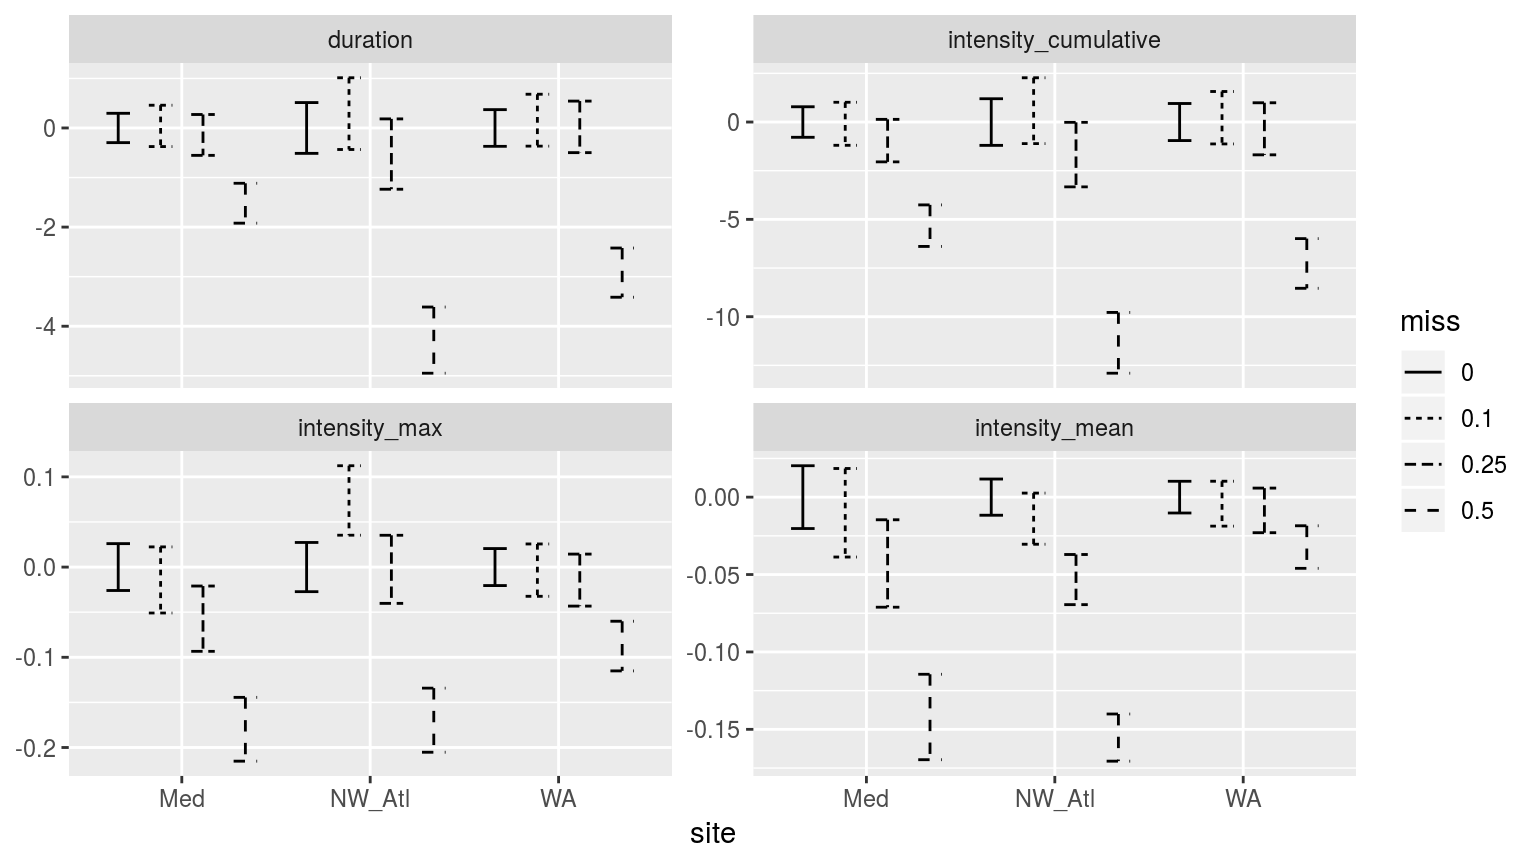 duration
intensity_cumulative
0
-2
-4
0
-5
-10
intensity_max
intensity_mean
0.1
0.0
-0.1
-0.2
0.00
-0.05
-0.10
-0.15
Med
NW_Atl
WA
Med
NW_Atl
WA
site
miss
0
0.1
0.25
0.5